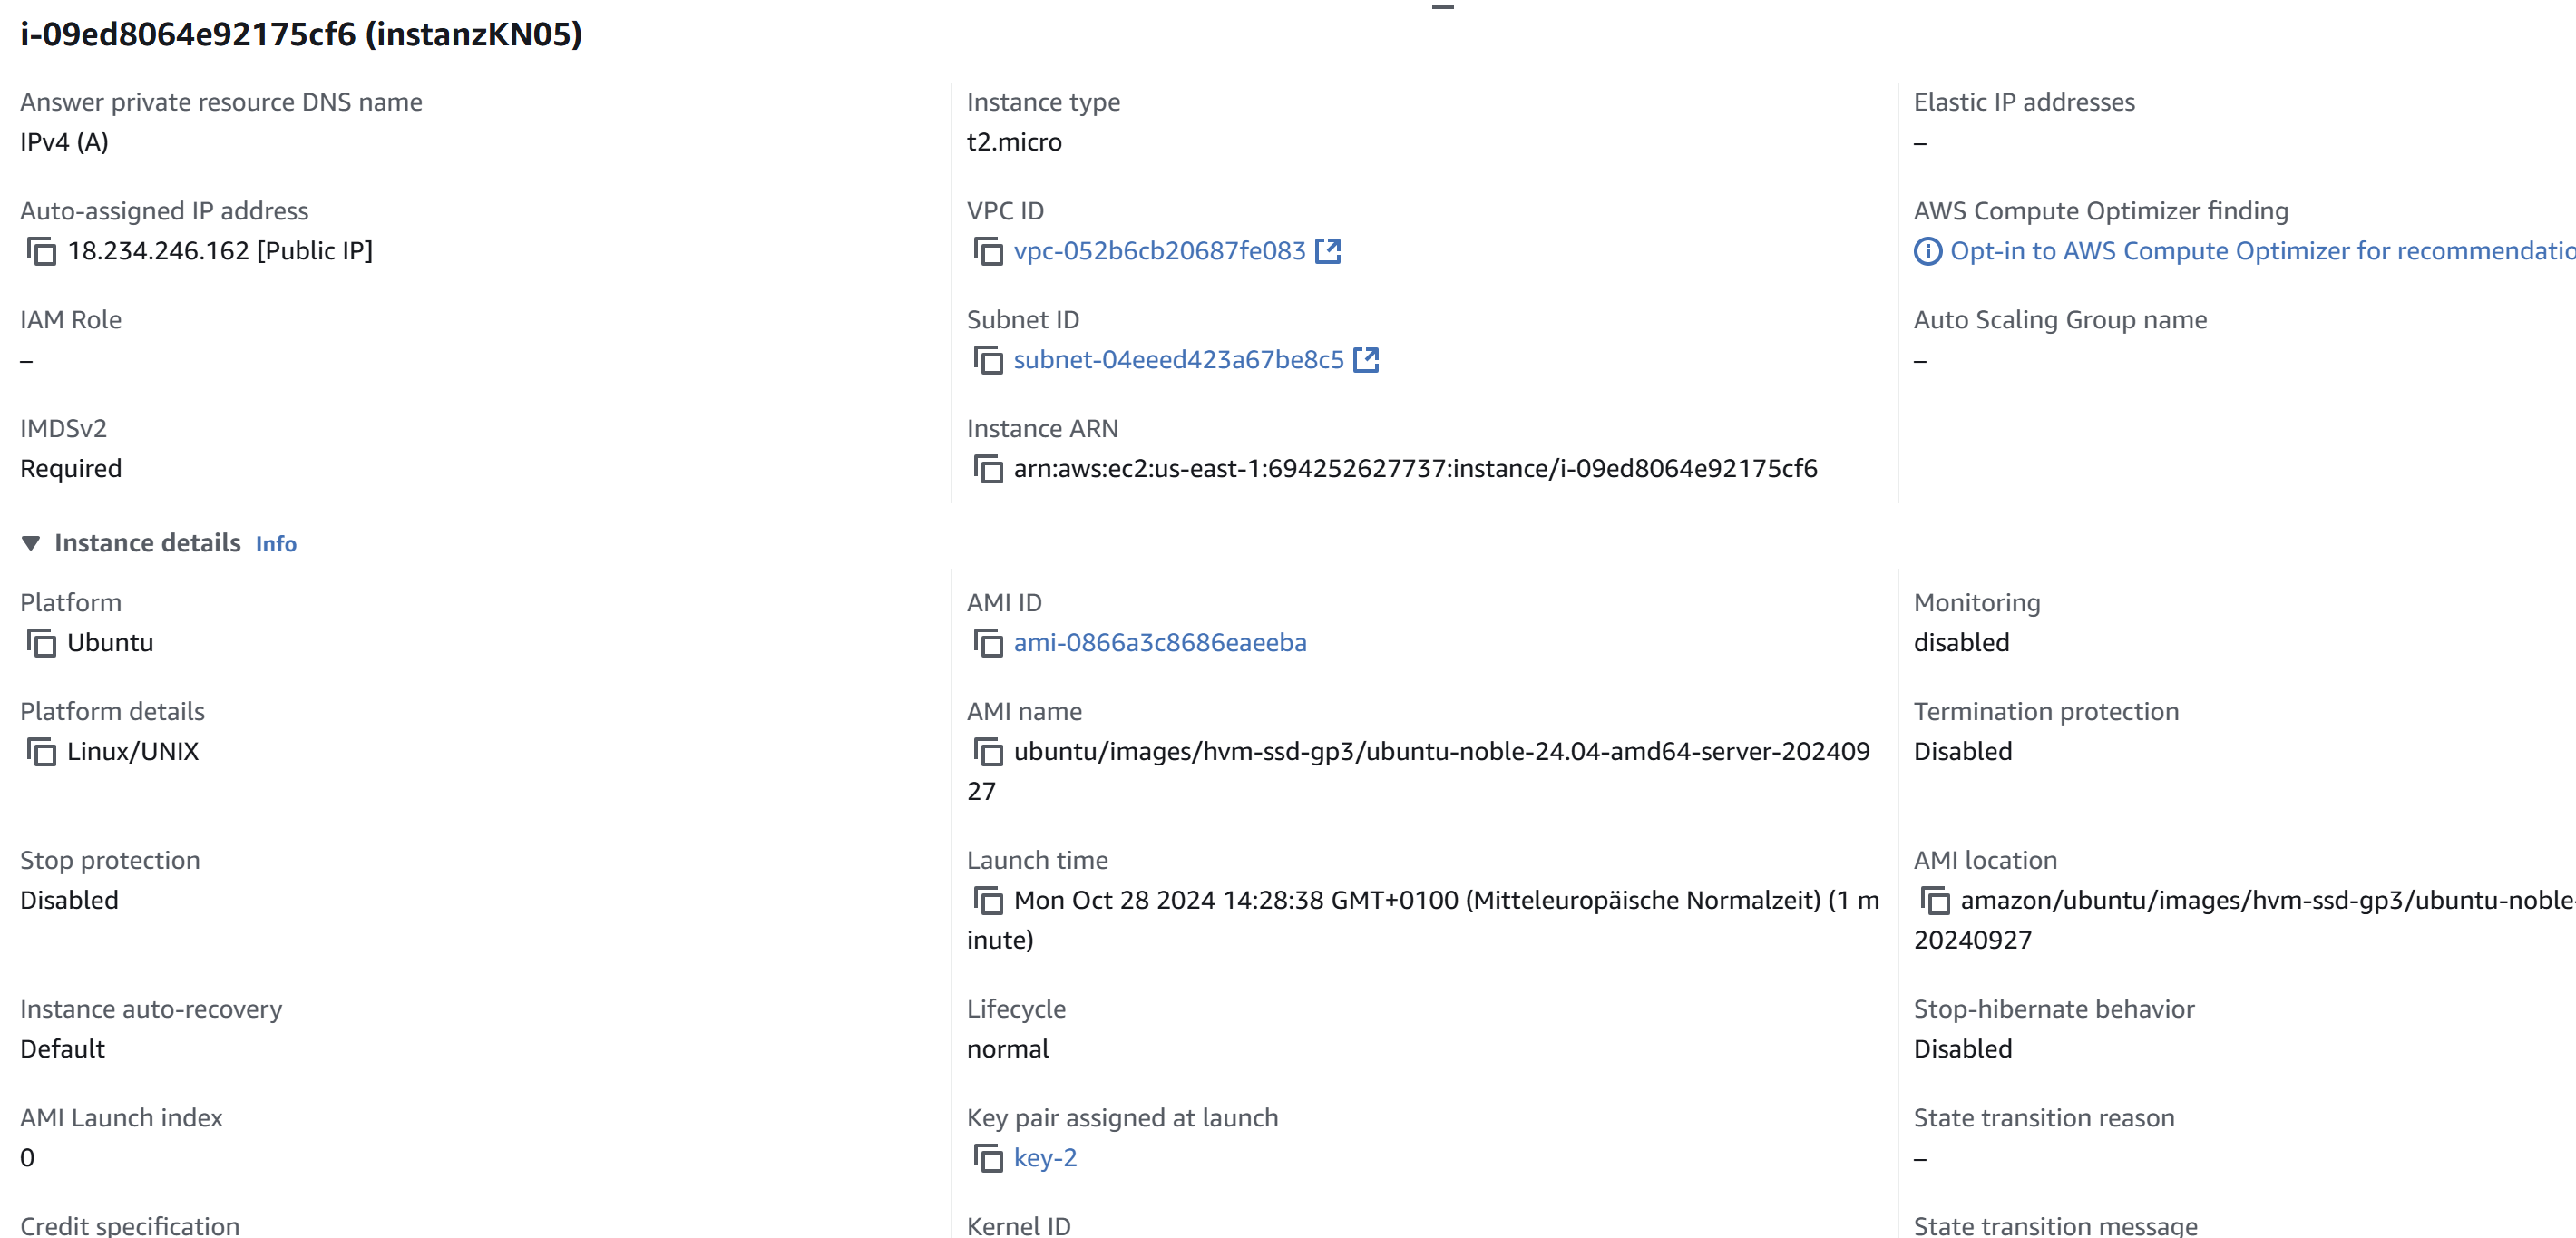 i-09ed8064e92175cf6 (instanzKN05)
Answer private resource DNS name
IPv4 (A)
Instance type
t2.micro
Elastic IP addresses
–
Auto-assigned IP address
18.234.246.162 [Public IP]
VPC ID
vpc-052b6cb20687fe083
AWS Compute Optimizer finding
Opt-in to AWS Compute Optimizer for recommendatio
IAM Role
–
Subnet ID
subnet-04eeed423a67be8c5
Auto Scaling Group name
–
IMDSv2
Required
Instance ARN
arn:aws:ec2:us-east-1:694252627737:instance/i-09ed8064e92175cf6
Instance details Info
Platform
Ubuntu
AMI ID
ami-0866a3c8686eaeeba
Monitoring
disabled
Platform details
Linux/UNIX
AMI name
ubuntu/images/hvm-ssd-gp3/ubuntu-noble-24.04-amd64-server-202409
27
Termination protection
Disabled
Stop protection
Disabled
Launch time
Mon Oct 28 2024 14:28:38 GMT+0100 (Mitteleuropäische Normalzeit) (1 m
inute)
AMI location
amazon/ubuntu/images/hvm-ssd-gp3/ubuntu-noble-
20240927
Instance auto-recovery
Default
Lifecycle
normal
Stop-hibernate behavior
Disabled
AMI Launch index
0
Key pair assigned at launch
key-2
State transition reason
–
Credit specification
Kernel ID
State transition message